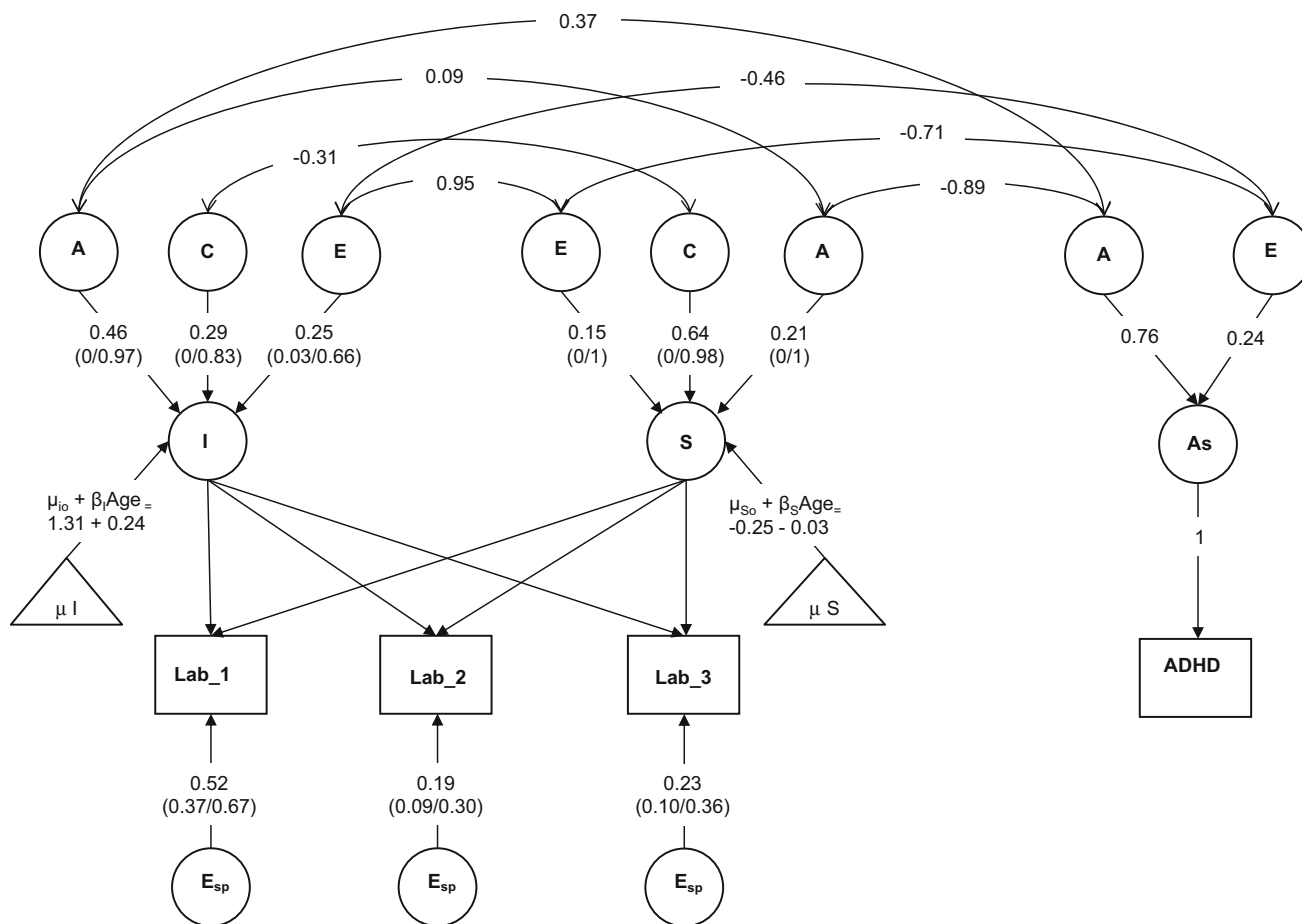 0.37
0.09
-0.46
-0.71
-0.31
0.95
-0.89
A
C
E
E
C
A
A
E
0.46
(0/0.97)
0.29
(0/0.83)
0.25
(0.03/0.66)
0.15
(0/1)
0.64
(0/0.98)
0.21
(0/1)
0.76
0.24
I
S
As
μio + βIAge=
1.31 + 0.24
μSo + βSAge=
-0.25 - 0.03
1
μ I
μ S
Lab_1
Lab_2
Lab_3
ADHD
0.52
(0.37/0.67)
0.19
(0.09/0.30)
0.23
(0.10/0.36)
Esp
Esp
Esp